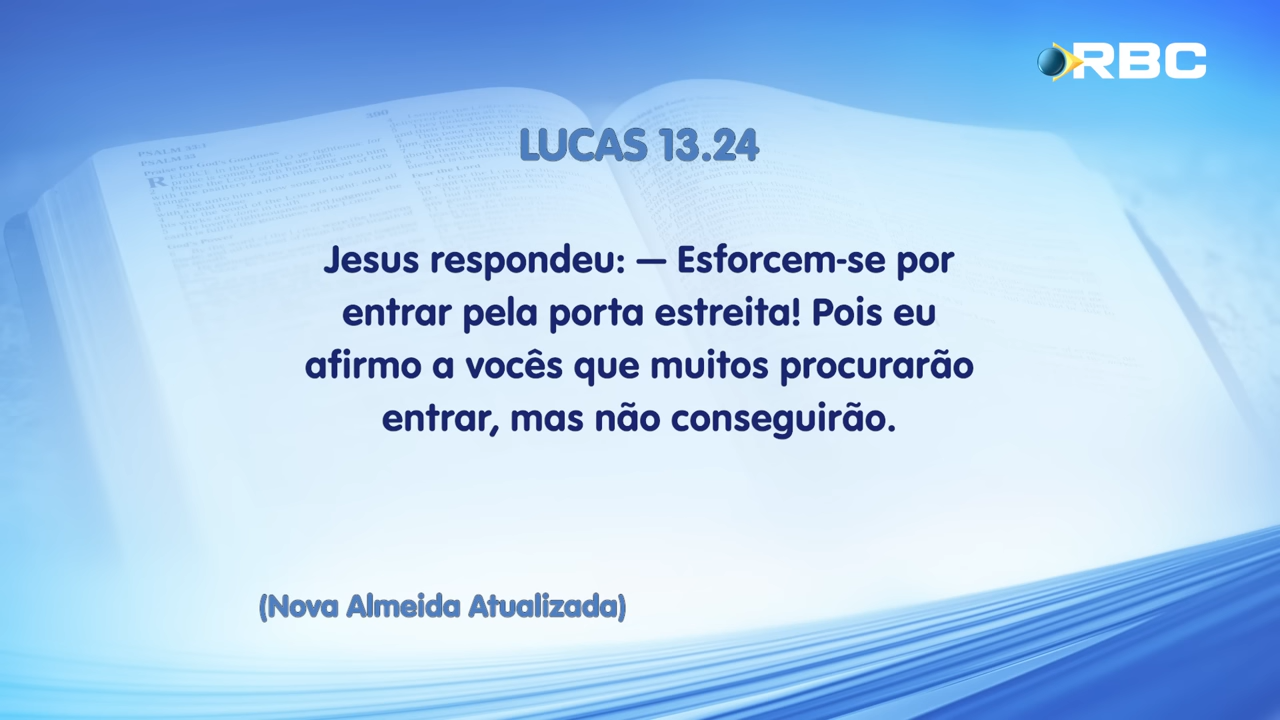 RBC
LUCAS 13.24
Jesus respondeu: — Esforcem-se por
entrar pela porta estreita! Pois eu
afirmo a vocês que muitos procurarão
entrar, mas não conseguirão.
(Nova Almeida Atualizada)